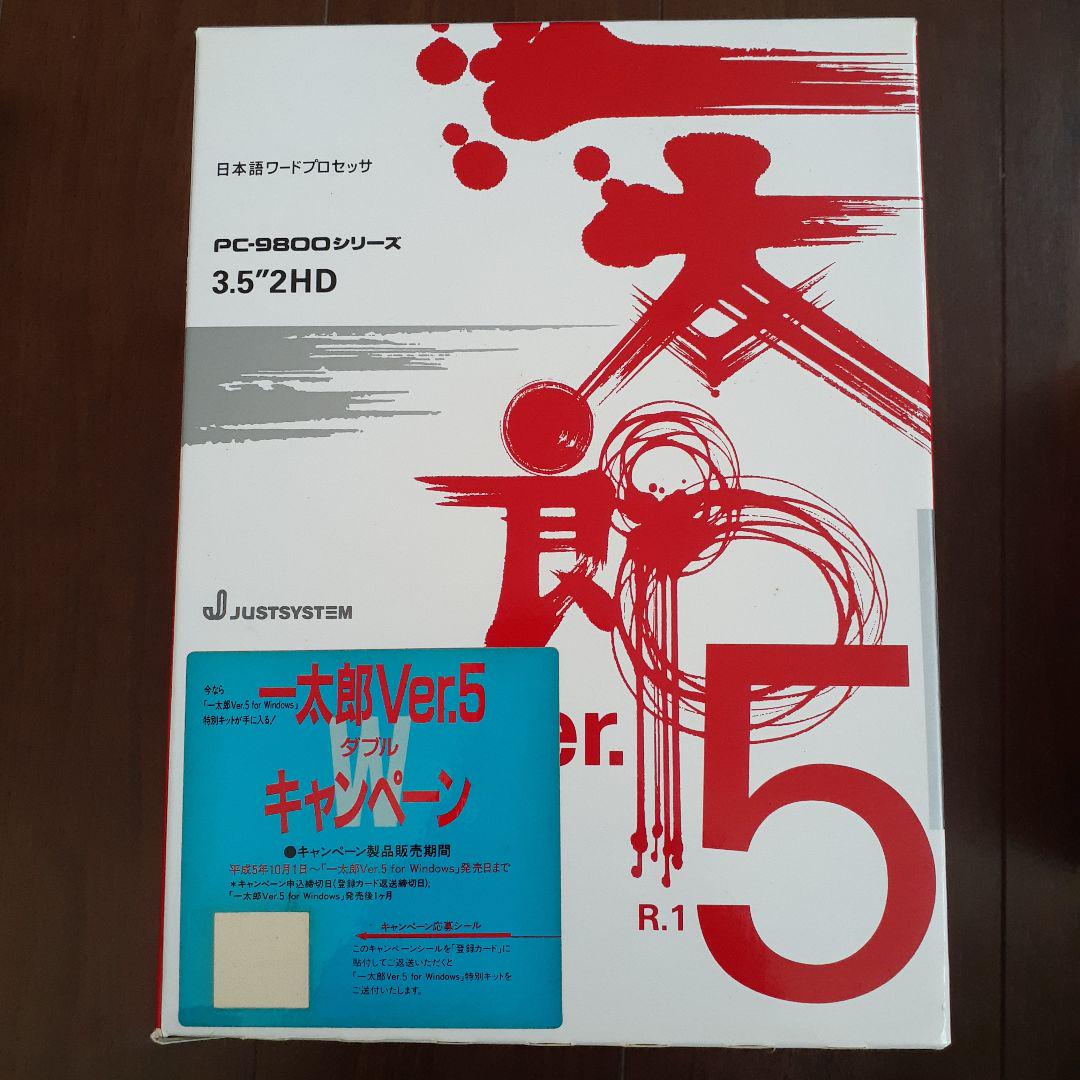 日本語ワードプロセッサ
PC-9800シリーズ
3.5"2HD
一太郎
JUSTSYSTEM
er.
5
R.1
今なら
「一太郎Ver.5 for Windows」
特別キットが手に入る!
一太郎Ver.5
ダブル
W
キャンペーン
●キャンペーン製品販売期間
平成5年10月1日~「一太郎Ver.5 for Windows」発売日まで
*キャンペーン申込締切日(登録カード返送締切日);
「一太郎Ver.5 for Windows」発売後1ヶ月
キャンペーン応募シール
このキャンペーンシールを「登録カード」に
貼付してご返送いただくと
「一太郎Ver.5 for Windows」特別キットを
ご送付いたします。